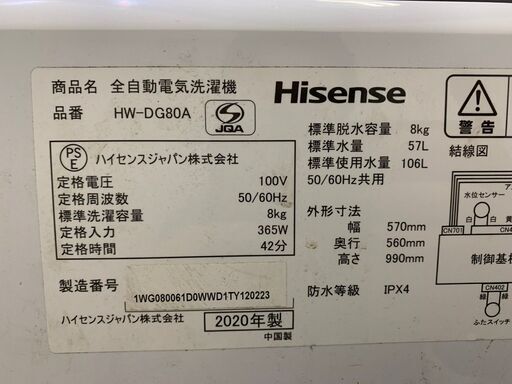 商品名 全自動電気洗濯機
品番 HW-DG80A
JQA
Hisense
PS
E
ハイセンスジャパン株式会社
定格電圧 100V
定格周波数 50/60Hz
標準洗濯容量 8kg
定格入力 365W
定格時間 42分
製造番号
1WG080061D0WWD1TY120223
ハイセンスジャパン株式会社 2020年製
中国製
標準脱水容量 8kg
標準水量 57L
標準使用水量 106L
50/60Hz共用
外形寸法
幅 570mm
奥行 560mm
高さ 990mm
防水等級 IPX4
警告
結線図
水位センサー
白 白
CN701
制御基
CN402
緑 緑
ふたスイッチ